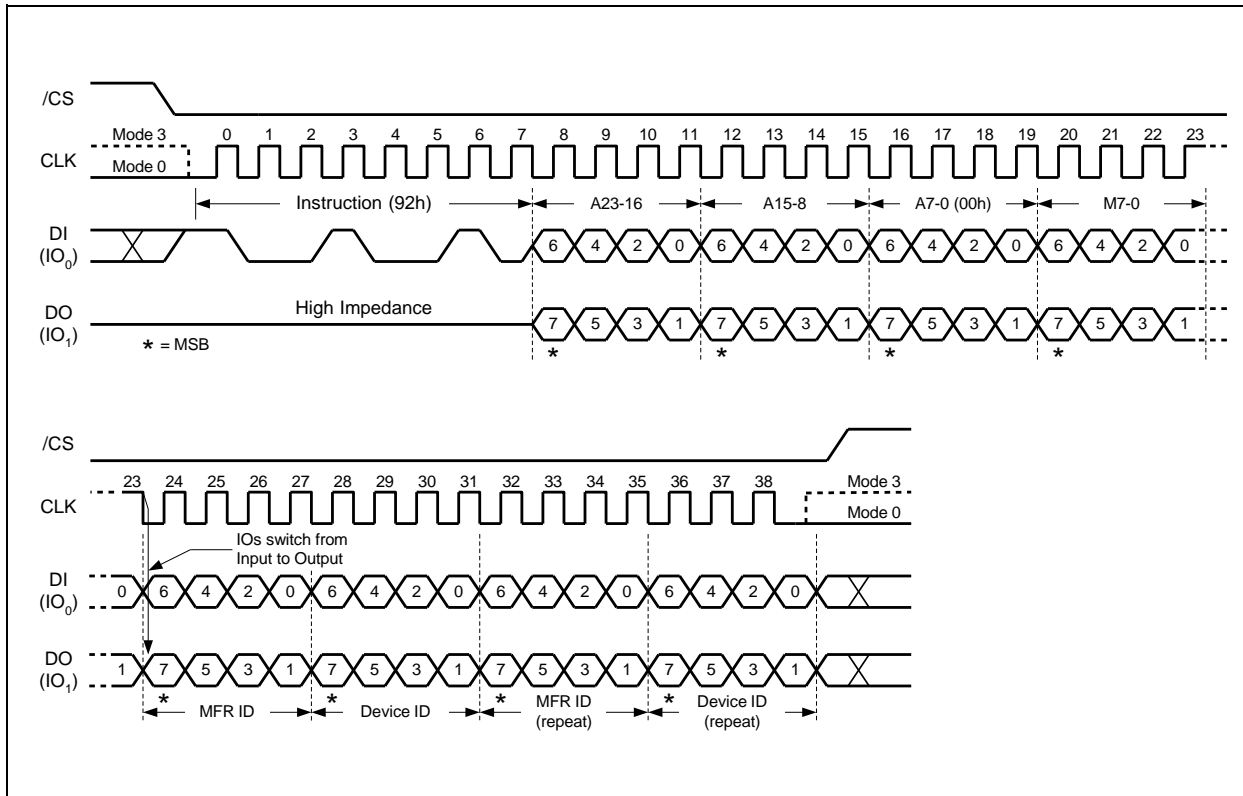 /CS
Mode 3 0 1 2 3 4 5 6 7 8 9 10 11 12 13 14 15 16 17 18 19 20 21 22 23
CLK
Mode 0
Instruction (92h) A23-16 A15-8 A7-0 (00h) M7-0
DI
(IO0) 6 4 2 0 6 4 2 0 6 4 2 0 6 4 2 0
High Impedance
DO
(IO1) 7 5 3 1 7 5 3 1 7 5 3 1 7 5 3 1
* = MSB * * * *
/CS
23 24 25 26 27 28 29 30 31 32 33 34 35 36 37 38 Mode 3
CLK
Mode 0
IOs switch from
Input to Output
DI
(IO0) 0 6 4 2 0 6 4 2 0 6 4 2 0 6 4 2 0
DO
(IO1) 1 7 5 3 1 7 5 3 1 7 5 3 1 7 5 3 1
* * * *
MFR ID Device ID MFR ID
(repeat) Device ID
(repeat)